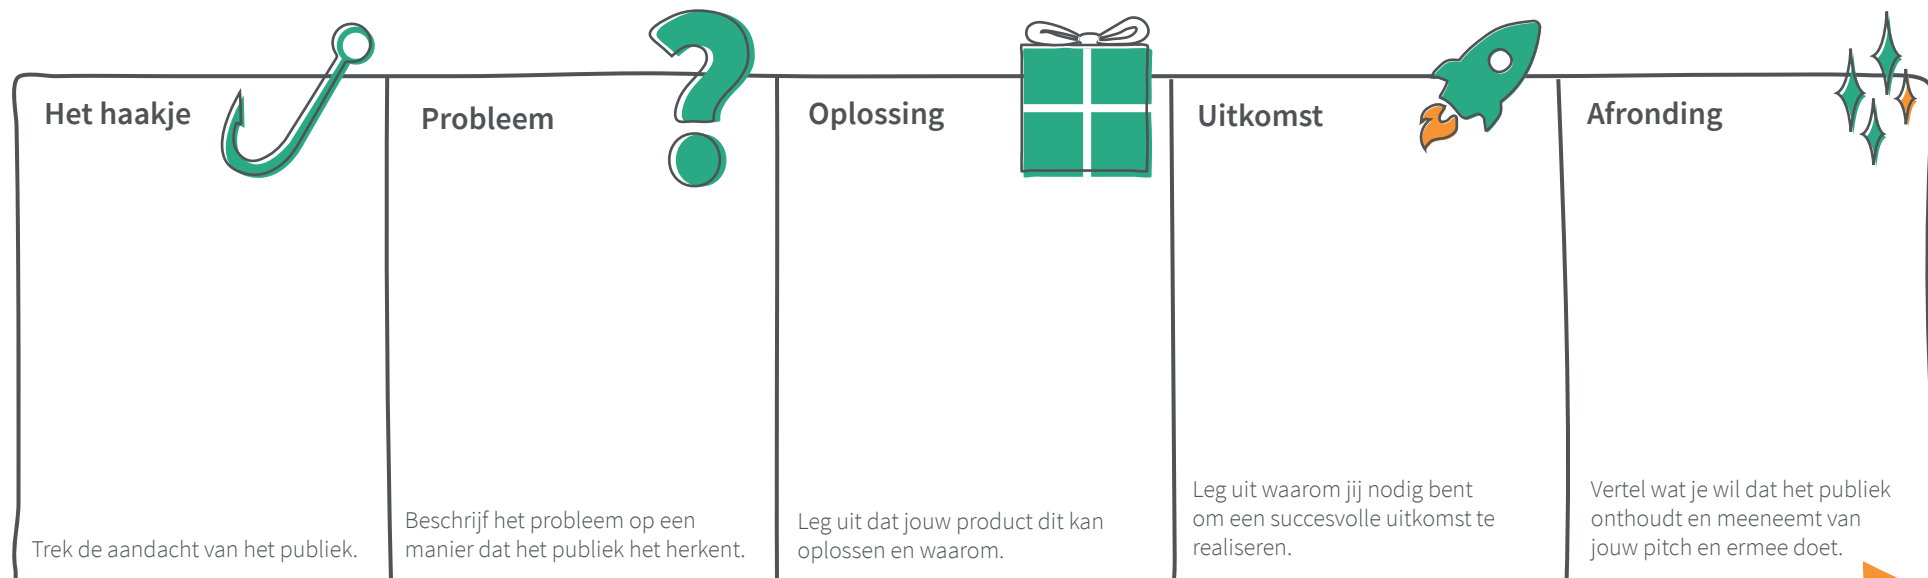 Het haakje
Trek de aandacht van het publiek.
Probleem
Beschrijf het probleem op een
manier dat het publiek het herkent.
Oplossing
Leg uit dat jouw product dit kan
oplossen en waarom.
Uitkomst
Leg uit waarom jij nodig bent
om een succesvolle uitkomst te
realiseren.
Afronding
Vertel wat je wil dat het publiek
onthoudt en meeneemt van
jouw pitch en ermee doet.